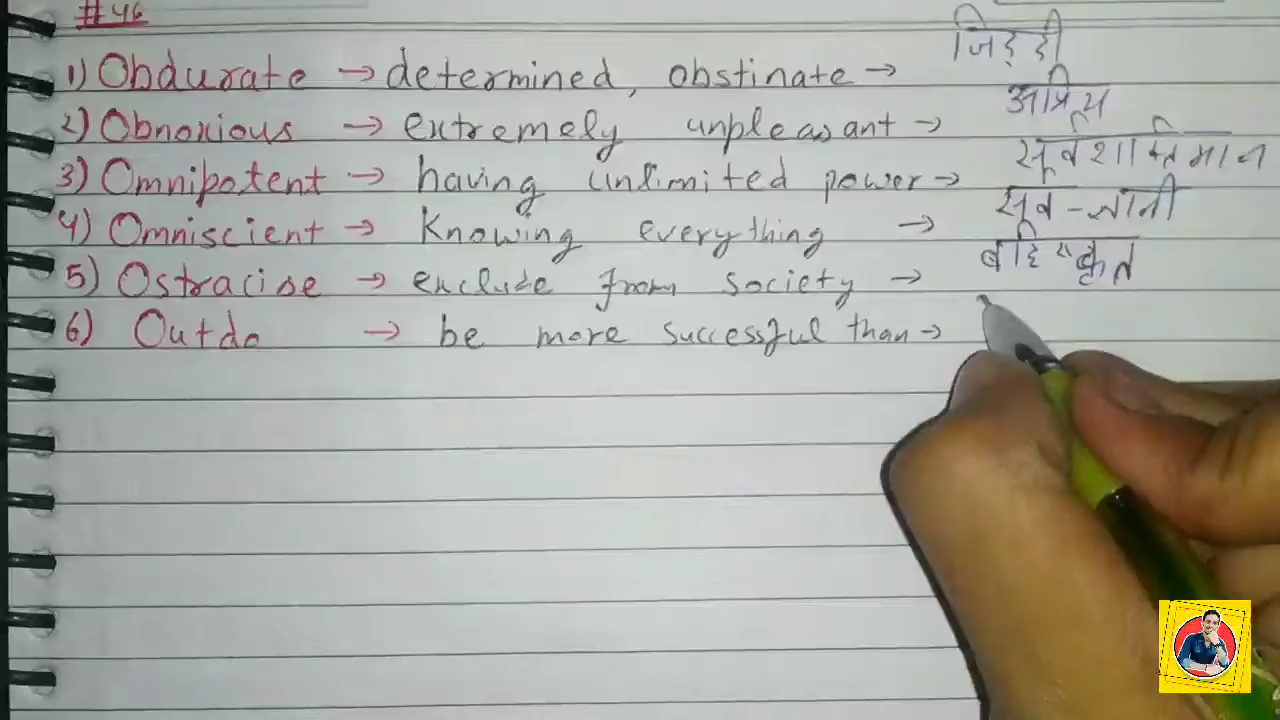 #46
1) Obdurate → determined, obstinate → जिद्दी
2) Obnoxious → extremely unpleasant → अप्रिय
3) Omnipotent → having unlimited power → सर्वशक्तिमान
4) Omniscient → Knowing everything → सर्व-ज्ञानी
5) Ostracise → exclude from society → बहिष्कृत
6) Outdo → be more successful than →